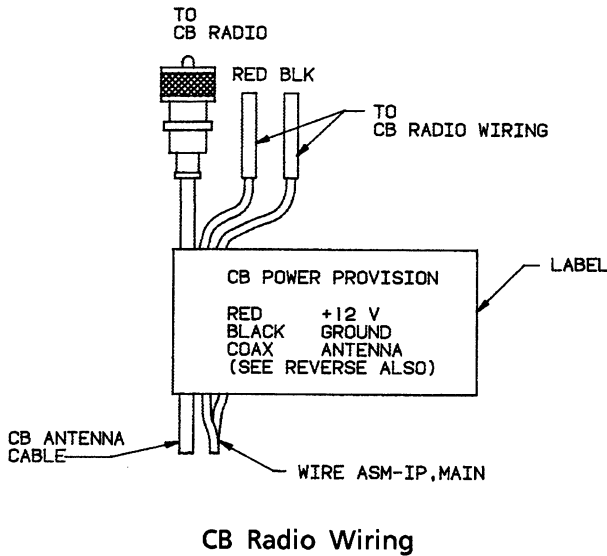 TO
CB RADIO
RED BLK
TO
CB RADIO WIRING
CB POWER PROVISION
LABEL
RED +12 V
BLACK GROUND
COAX ANTENNA
(SEE REVERSE ALSO)
CB ANTENNA
CABLE
WIRE ASM-IP,MAIN
CB Radio Wiring